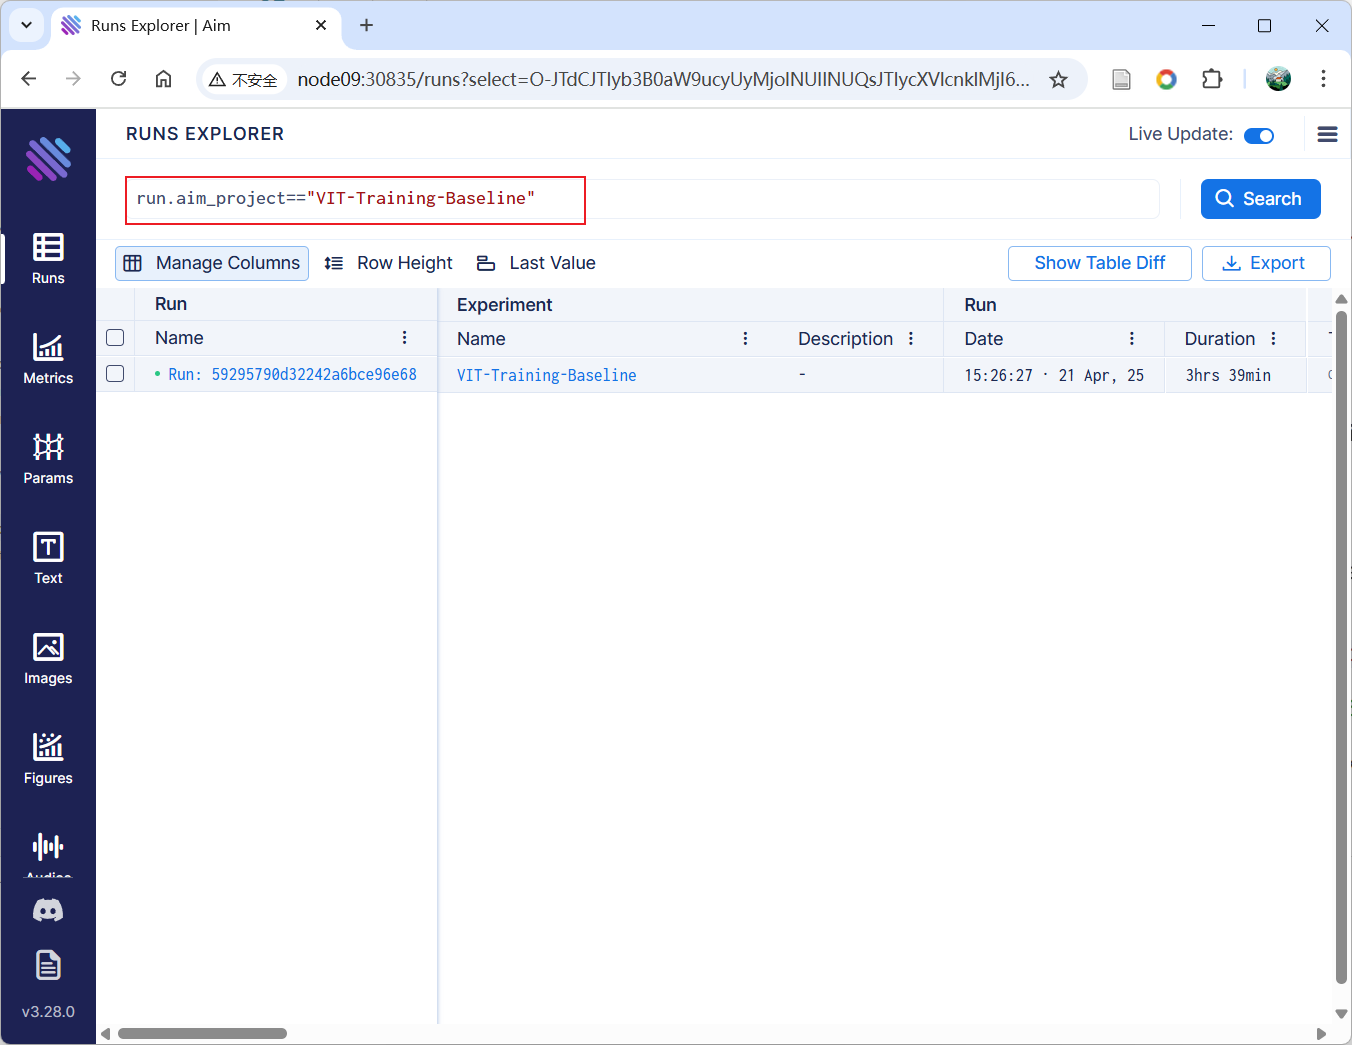 Runs Explorer | Aim
不安全
node09:30835/runs?select=O-JTdCJTIyb3B0aW9ucyUyMjolNUIlNUQsJTIycXVlcnklMjI6...
RUNS EXPLORER
Live Update:
run.aim_project=="VIT-Training-Baseline"
Search
Manage Columns
Row Height
Last Value
Show Table Diff
Export
Run
Experiment
Run
Name
Name
Description
Date
Duration
Run: 59295790d32242a6bce96e68
VIT-Training-Baseline
-
15:26:27 · 21 Apr, 25
3hrs 39min
Runs
Metrics
Params
Text
Images
Figures
Audios
v3.28.0